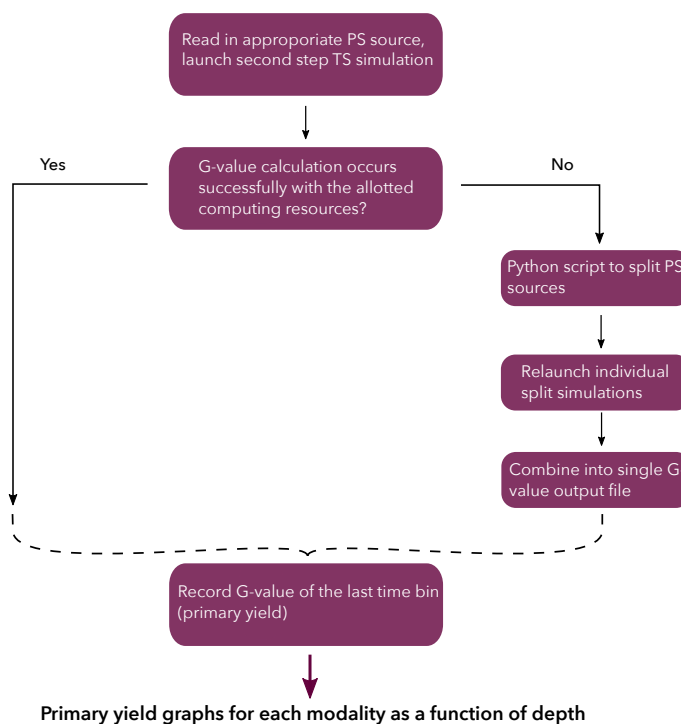 Read in approporiate PS source,
launch second step TS simulation
Yes
No
G-value calculation occurs
successfully with the allotted
computing resources?
Python script to split PS
sources
Relaunch individual
split simulations
Combine into single G
value output file
Record G-value of the last time bin
(primary yield)
Primary yield graphs for each modality as a function of depth